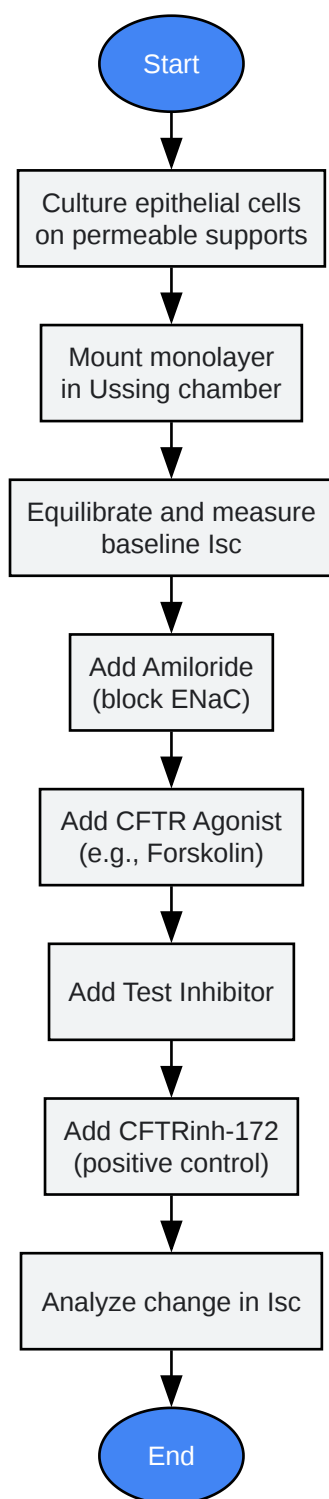 Start
Culture epithelial cells
on permeable supports
Mount monolayer
in Ussing chamber
Equilibrate and measure
baseline Isc
Add Amiloride
(block ENaC)
Add CFTR Agonist
(e.g., Forskolin)
Add Test Inhibitor
Add CFTRinh-172
(positive control)
Analyze change in Isc
End